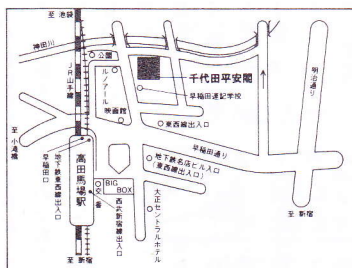 至池袋
神田川
JR山手線
公園
ルノアール
映画館
千代田平安閣
早稲田速記学校
東西線出入口
明治通り
早稲田通り
至小滝橋
早稲田口
地下鉄東西線出入口
高田馬場駅
交番
BIG
BOX
西武新宿線出入口
地下鉄名店ビル入口
(東西線出入口)
大正セントラルホテル
至新宿
至新宿